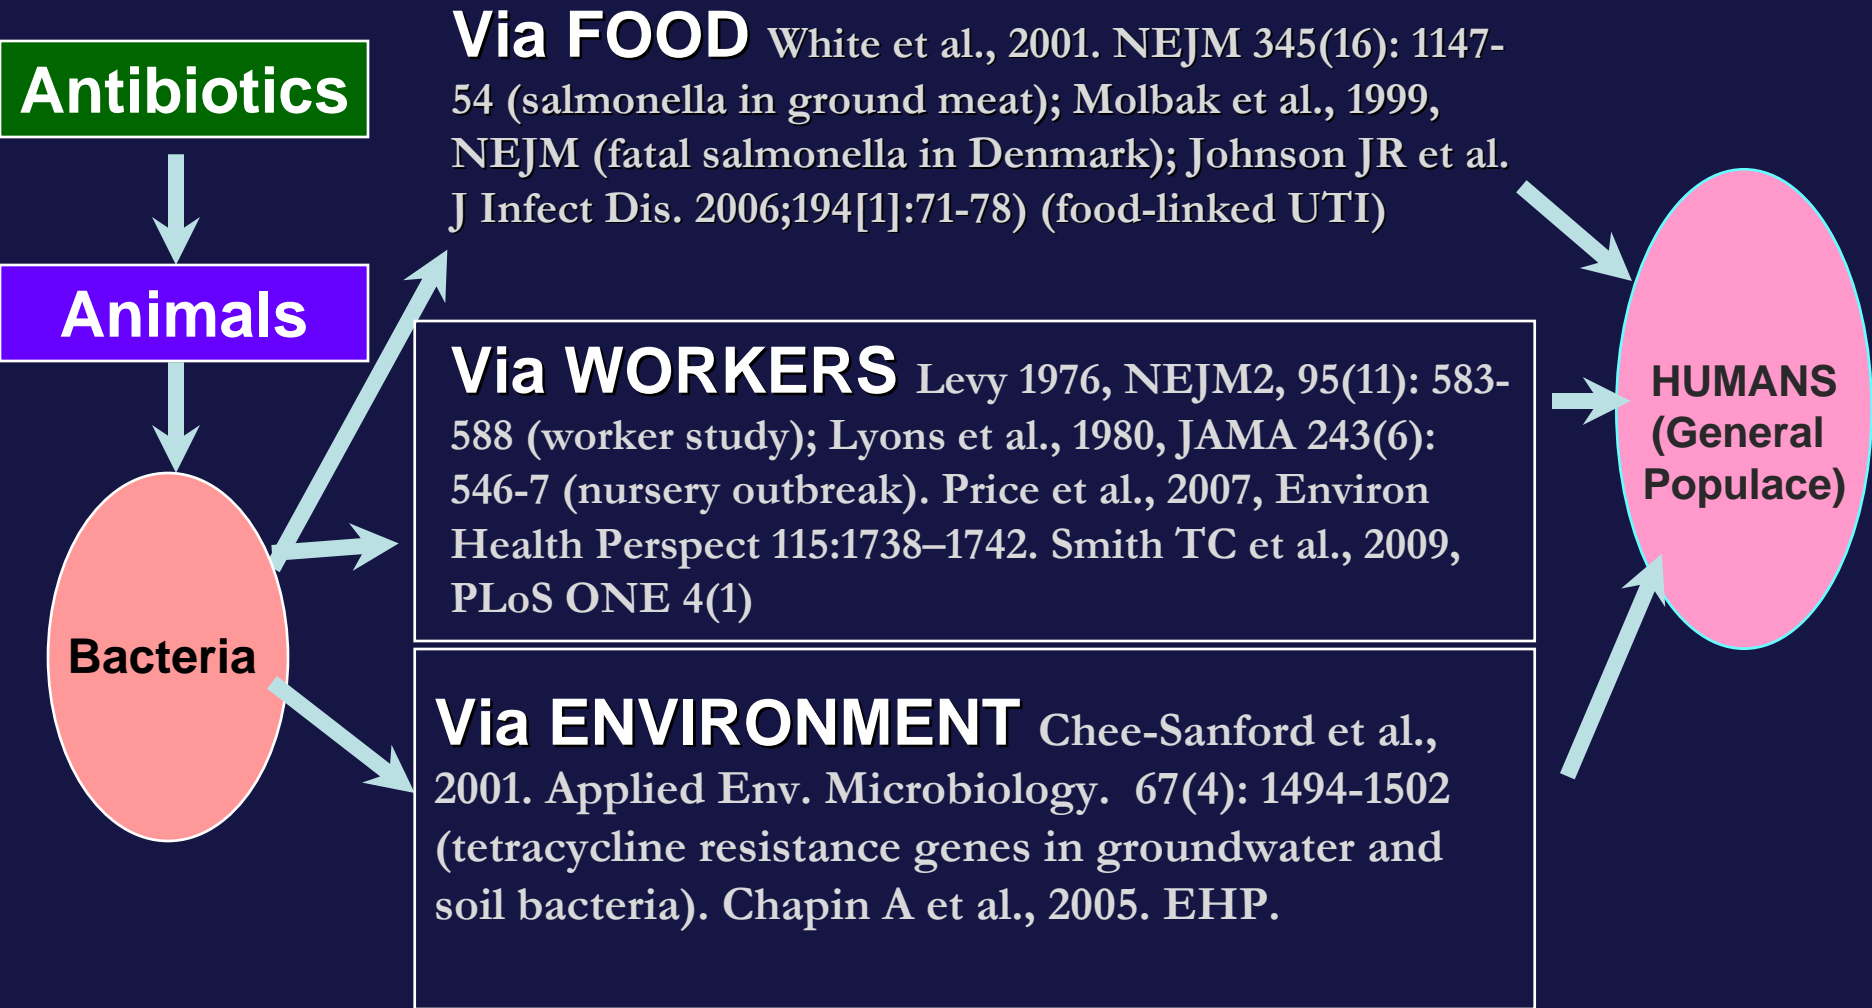 Antibiotics
Animals
Bacteria
Via FOOD White et al., 2001. NEJM 345(16): 1147-
54 (salmonella in ground meat); Molbak et al., 1999,
NEJM (fatal salmonella in Denmark); Johnson JR et al.
J Infect Dis. 2006;194[1]:71-78) (food-linked UTI)
Via WORKERS Levy 1976, NEJM2, 95(11): 583-
588 (worker study); Lyons et al., 1980, JAMA 243(6):
546-7 (nursery outbreak). Price et al., 2007, Environ
Health Perspect 115:1738–1742. Smith TC et al., 2009,
PLoS ONE 4(1)
Via ENVIRONMENT Chee-Sanford et al.,
2001. Applied Env. Microbiology. 67(4): 1494-1502
(tetracycline resistance genes in groundwater and
soil bacteria). Chapin A et al., 2005. EHP.
HUMANS
(General
Populace)